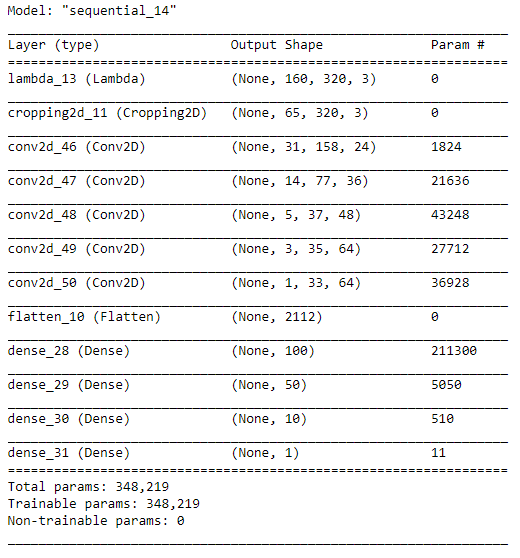 Model: "sequential_14"
Layer (type) Output Shape Param #
lambda_13 (Lambda) (None, 160, 320, 3) 0
cropping2d_11 (Cropping2D) (None, 65, 320, 3) 0
conv2d_46 (Conv2D) (None, 31, 158, 24) 1824
conv2d_47 (Conv2D) (None, 14, 77, 36) 21636
conv2d_48 (Conv2D) (None, 5, 37, 48) 43248
conv2d_49 (Conv2D) (None, 3, 35, 64) 27712
conv2d_50 (Conv2D) (None, 1, 33, 64) 36928
flatten_10 (Flatten) (None, 2112) 0
dense_28 (Dense) (None, 100) 211300
dense_29 (Dense) (None, 50) 5050
dense_30 (Dense) (None, 10) 510
dense_31 (Dense) (None, 1) 11
Total params: 348,219
Trainable params: 348,219
Non-trainable params: 0